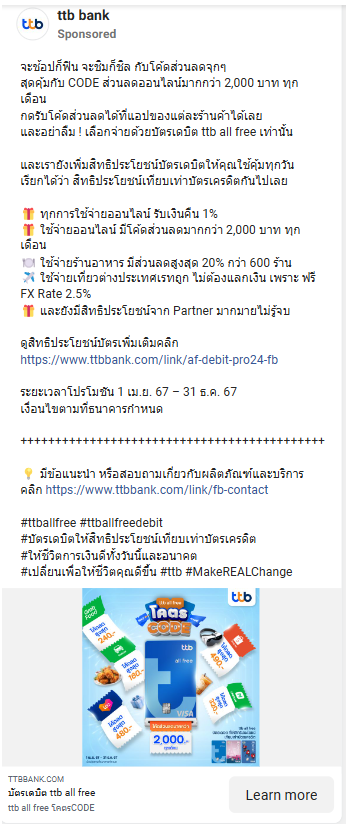 ttb bank
Sponsored
จะช้อปก็ฟิน จะชิมก็ชิล กับโค้ดส่วนลดจุกๆ
สุดคุ้มกับ CODE ส่วนลดออนไลน์มากกว่า 2,000 บาท ทุก
เดือน
กดรับโค้ดส่วนลดได้ที่แอปของแต่ละร้านค้าได้เลย
และอย่าลืม ! เลือกจ่ายด้วยบัตรเดบิต ttb all free เท่านั้น
และเรายังเพิ่มสิทธิประโยชน์บัตรเดบิตให้คุณใช้คุ้มทุกวัน
เรียกได้ว่า สิทธิประโยชน์เทียบเท่าบัตรเครดิตกันไปเลย
🎁 ทุกการใช้จ่ายออนไลน์ รับเงินคืน 1%
🎁 ใช้จ่ายออนไลน์ มีโค้ดส่วนลดมากกว่า 2,000 บาท ทุก
เดือน
🍽️ ใช้จ่ายร้านอาหาร มีส่วนลดสูงสุด 20% กว่า 600 ร้าน
✈️ ใช้จ่ายเที่ยวต่างประเทศเรทถูก ไม่ต้องแลกเงิน เพราะ ฟรี
FX Rate 2.5%
🎁 และยังมีสิทธิประโยชน์จาก Partner มากมายไม่รู้จบ
ดูสิทธิประโยชน์บัตรเพิ่มเติมคลิก
https://www.ttbbank.com/link/af-debit-pro24-fb
ระยะเวลาโปรโมชัน 1 เม.ย. 67 – 31 ธ.ค. 67
เงื่อนไขตามที่ธนาคารกำหนด
++++++++++++++++++++++++++++++++++++++++++++
💡 มีข้อแนะนำ หรือสอบถามเกี่ยวกับผลิตภัณฑ์และบริการ
คลิก https://www.ttbbank.com/link/fb-contact
#ttballfree #ttballfreedebit
#บัตรเดบิตให้สิทธิประโยชน์เทียบเท่าบัตรเครดิต
#ให้ชีวิตการเงินดีทั้งวันนี้และอนาคต
#เปลี่ยนเพื่อให้ชีวิตคุณดีขึ้น #ttb #MakeREALChange
ttb
ttb all free
โคตร
CODE
Grab Food
240.-
160.-
480.-
490.-
ttb
all free
VISA
2,000.-
TTBBANK.COM
บัตรเดบิต ttb all free
ttb all free โคตรCODE
Learn more